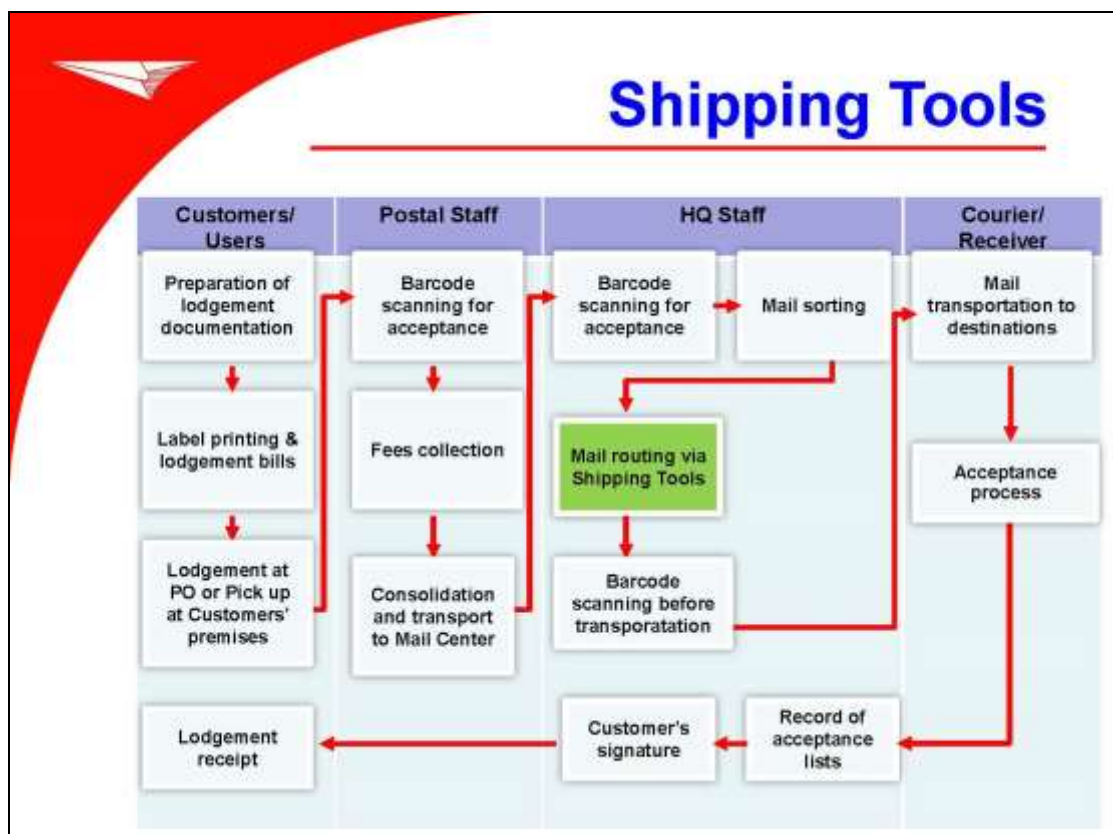 Shipping Tools
Customers/
Users
Postal Staff
HQ Staff
Courier/
Receiver
Preparation of
lodgement
documentation
Label printing &
lodgement bills
Lodgement at
PO or Pick up
at Customers'
premises
Lodgement
receipt
Barcode
scanning for
acceptance
Fees collection
Consolidation
and transport
to Mail Center
Barcode
scanning for
acceptance
Mail sorting
Mail routing via
Shipping Tools
Barcode
scanning before
transporatation
Customer's
signature
Record of
acceptance
lists
Mail
transportation to
destinations
Acceptance
process